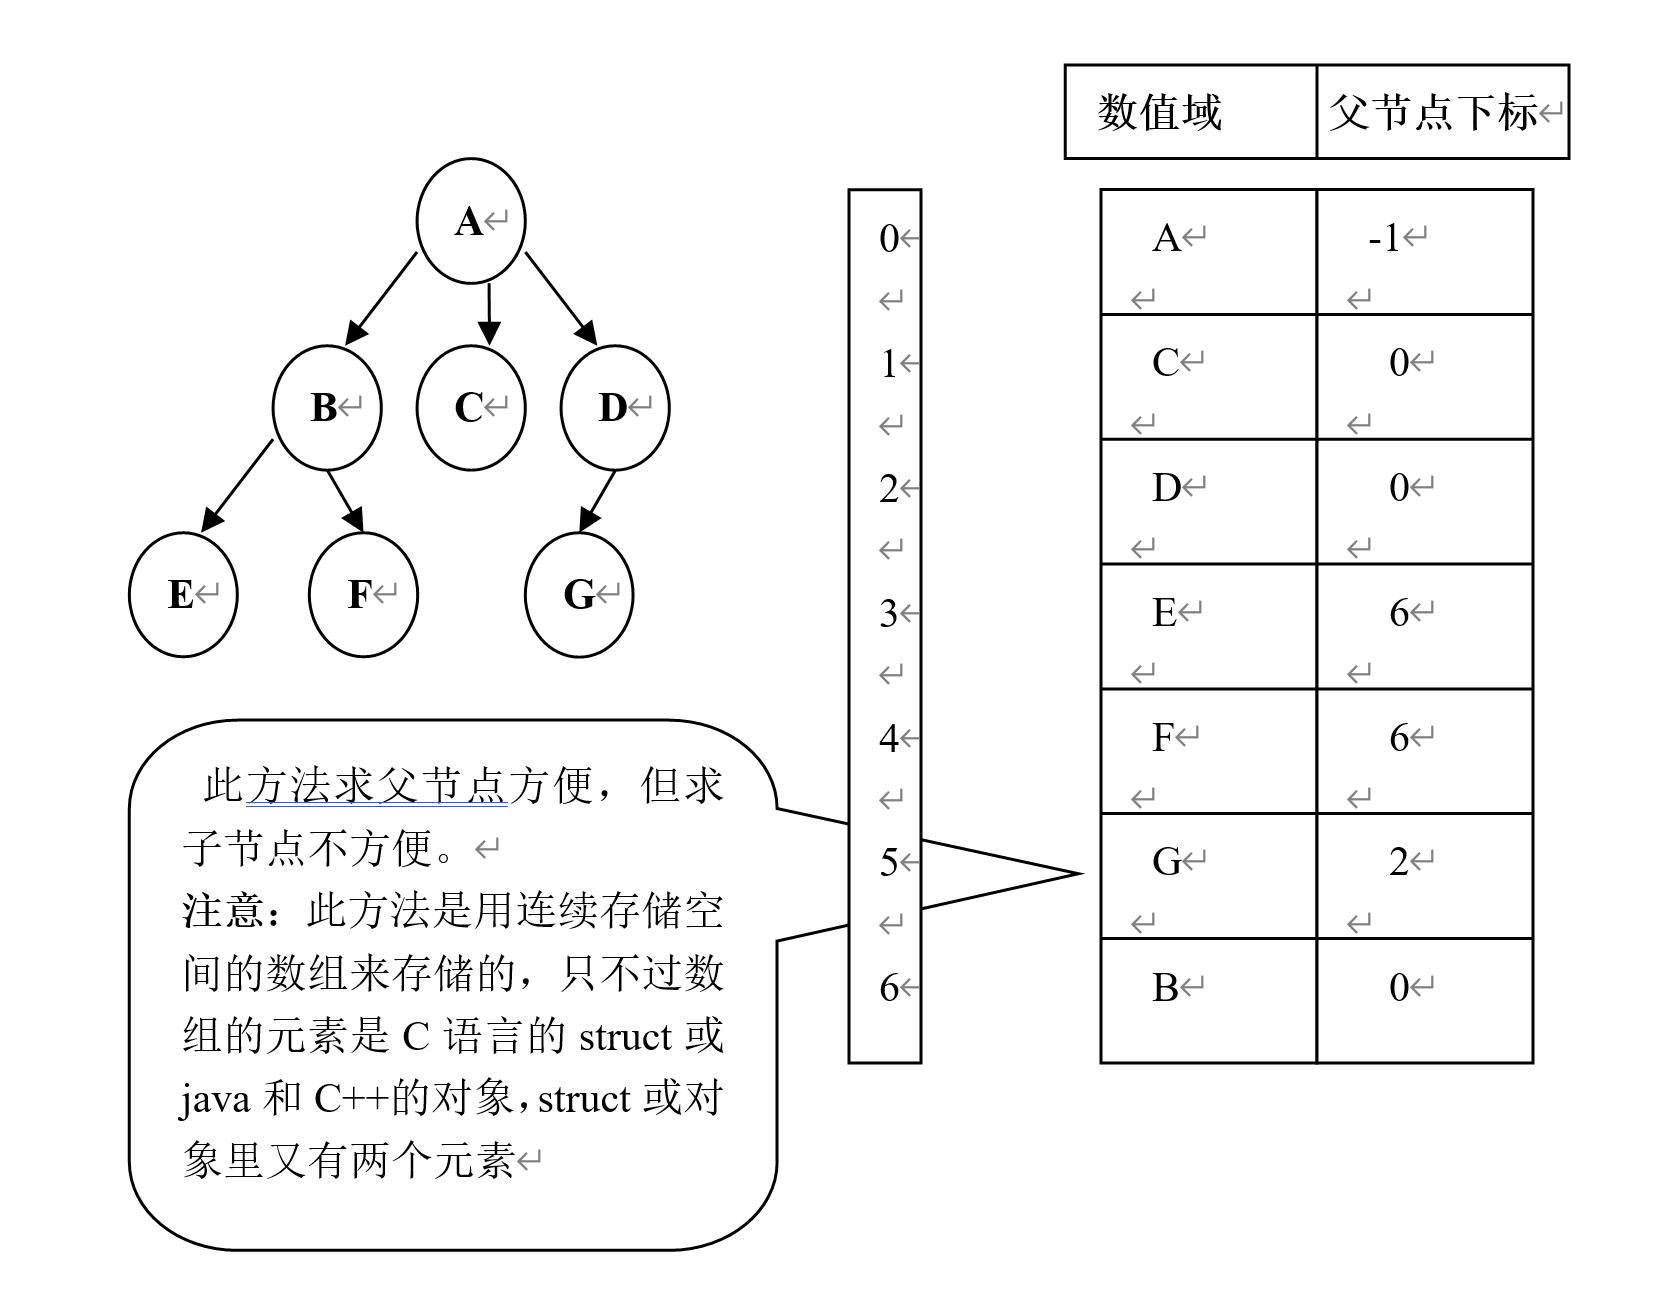 数值域 父节点下标
A
B C D
E F G
此方法求父节点方便，但求
子节点不方便。
注意：此方法是用连续存储空
间的数组来存储的，只不过数
组的元素是 C 语言的 struct 或
java 和 C++的对象，struct 或对
象里又有两个元素
0 A -1
1 C 0
2 D 0
3 E 6
4 F 6
5 G 2
6 B 0